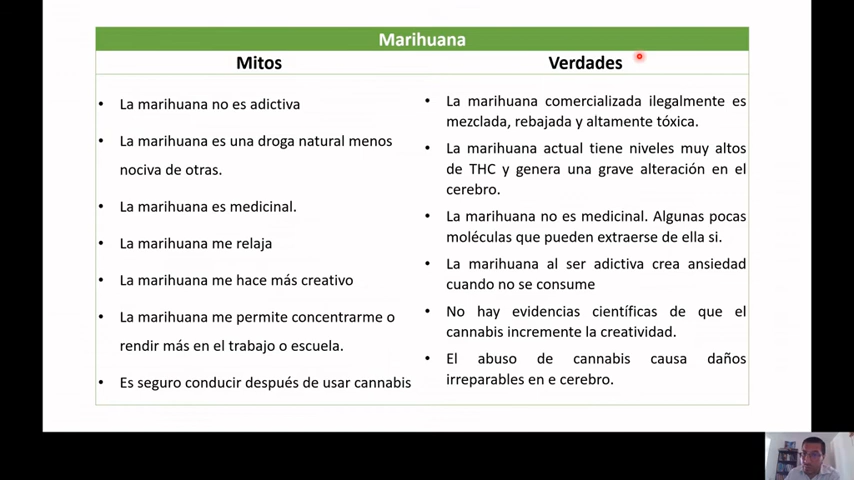 Marihuana
Mitos
Verdades
• La marihuana no es adictiva
• La marihuana es una droga natural menos
nociva de otras.
• La marihuana es medicinal.
• La marihuana me relaja
• La marihuana me hace más creativo
• La marihuana me permite concentrarme o
rendir más en el trabajo o escuela.
• Es seguro conducir después de usar cannabis
• La marihuana comercializada ilegalmente es
mezclada, rebajada y altamente tóxica.
• La marihuana actual tiene niveles muy altos
de THC y genera una grave alteración en el
cerebro.
• La marihuana no es medicinal. Algunas pocas
moléculas que pueden extraerse de ella si.
• La marihuana al ser adictiva crea ansiedad
cuando no se consume
• No hay evidencias científicas de que el
cannabis incremente la creatividad.
• El abuso de cannabis causa daños
irreparables en e cerebro.